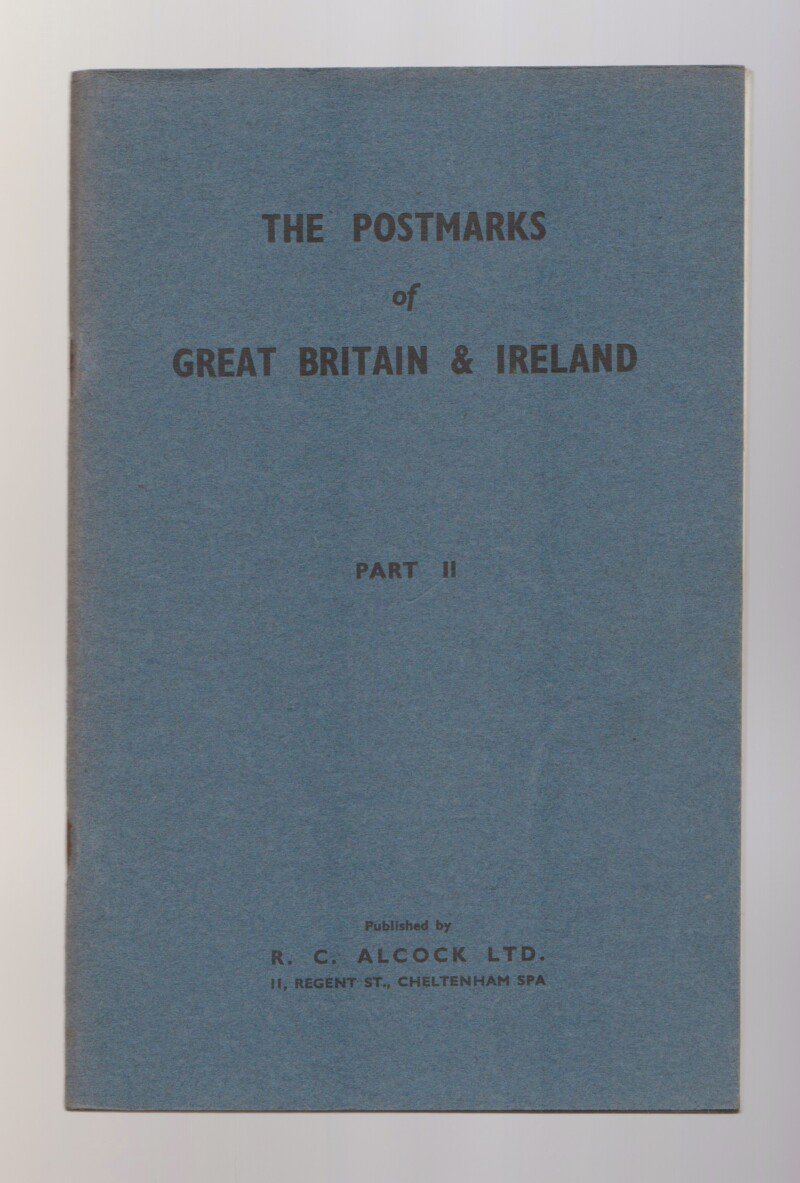 THE POSTMARKS
of
GREAT BRITAIN & IRELAND
PART II
Published by
R. C. ALCOCK LTD.
11, REGENT ST., CHELTENHAM SPA